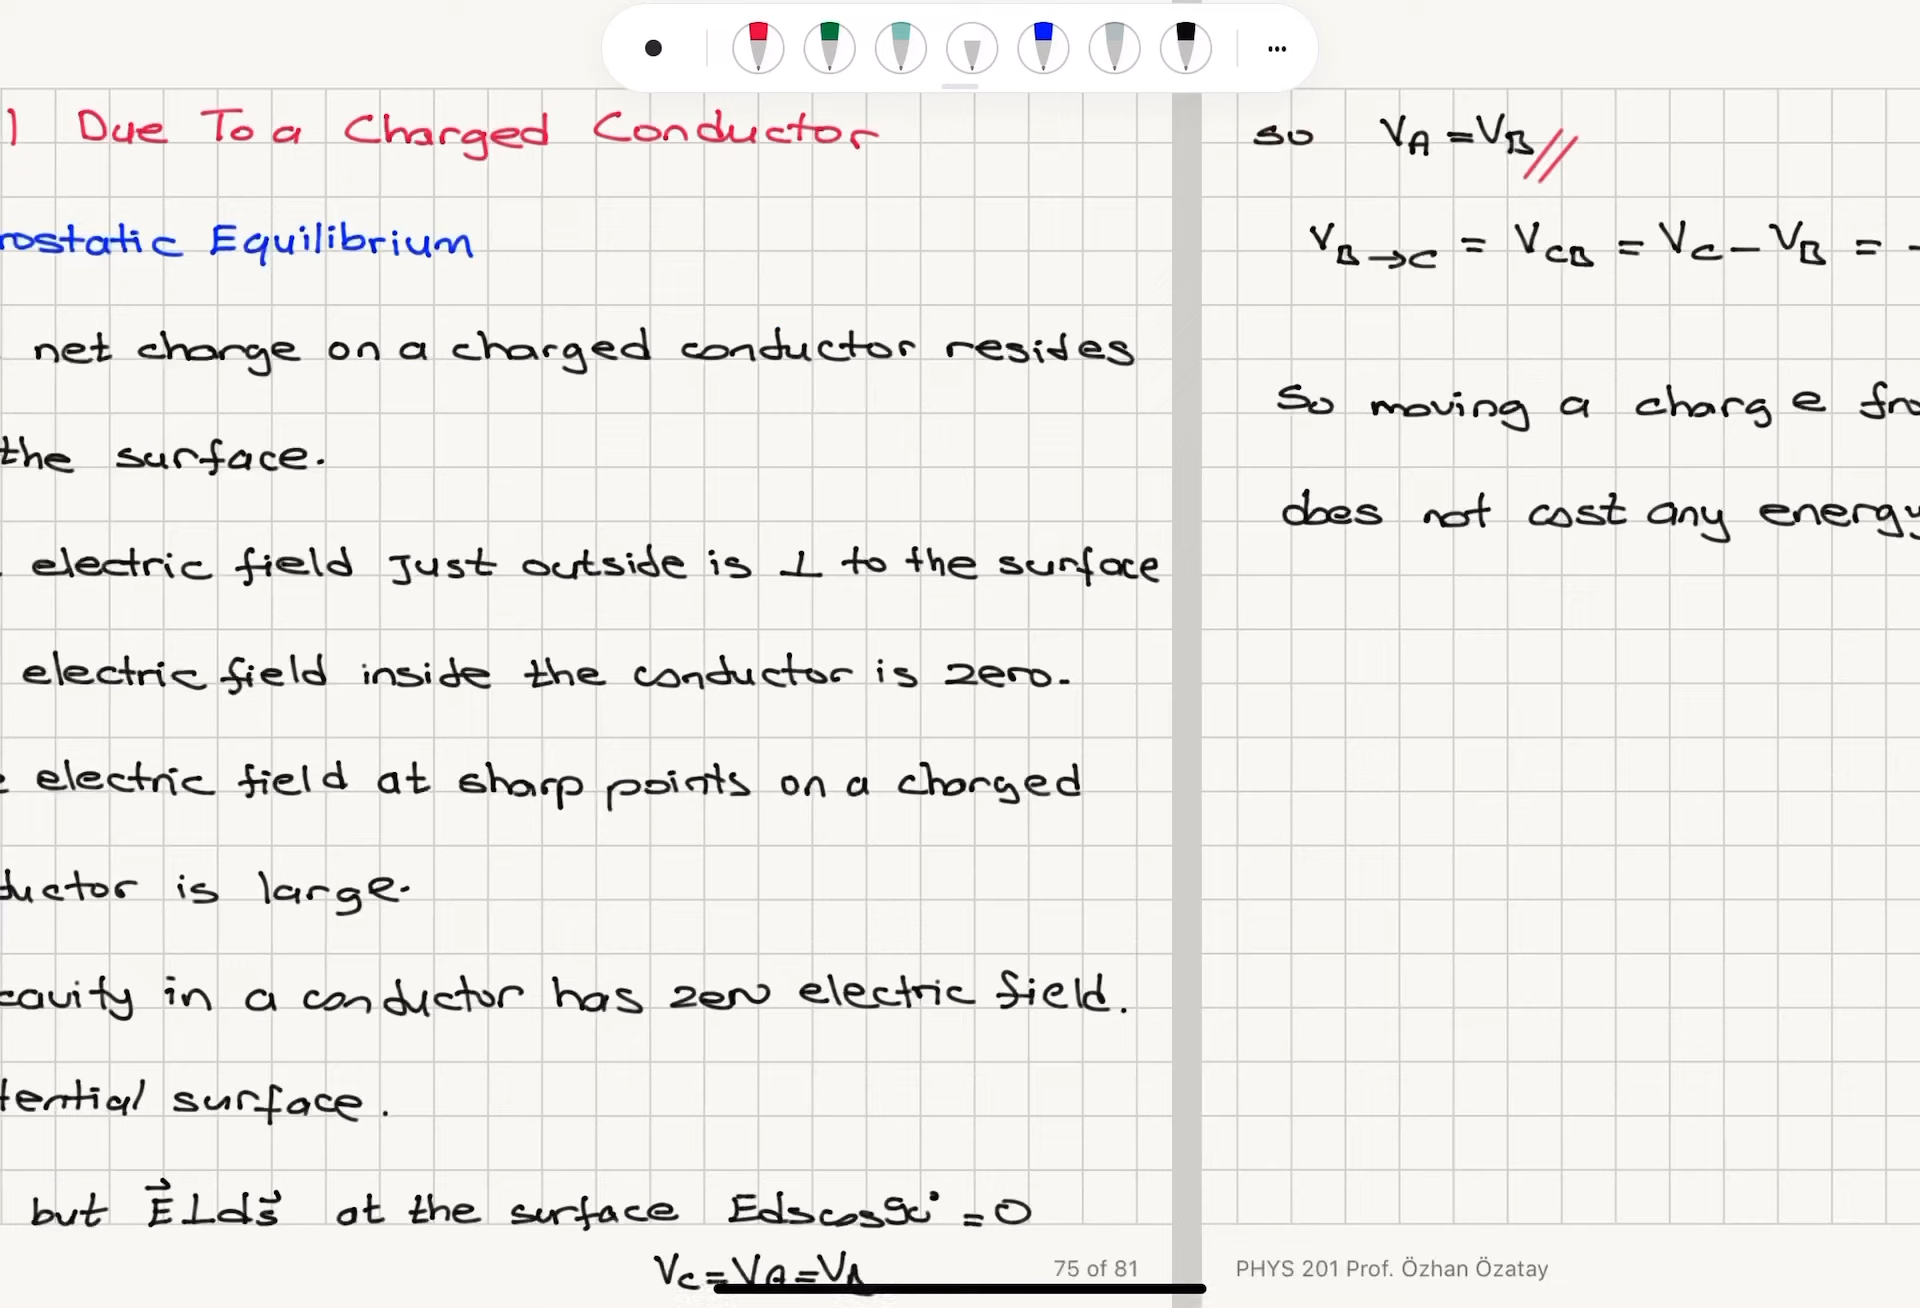 ) Due To a Charged Conductor
rostatic Equilibrium
net charge on a charged conductor resides
the surface.
electric field just outside is ⊥ to the surface
electric field inside the conductor is zero.
electric field at sharp points on a charged
ductor is large.
cavity in a conductor has zero electric field.
tential surface.
but E⃗ ⊥ ds⃗ at the surface Edscos90° = 0
Vc = VA =
75 of 81
so VA = VB //
VB→C = VCB = VC - VB = -
So moving a charge fro
does not cost any energy
PHYS 201 Prof. Özhan Özatay